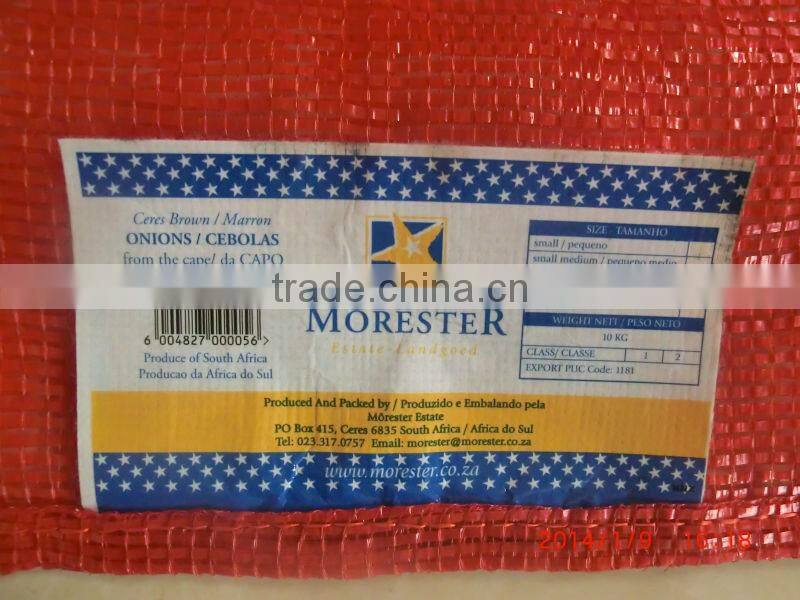 Ceres Brown / Marron
ONIONS / CEBOLAS
from the cape/ da CAPO
6 004827 000056 >
Produce of South Africa
Producao da Africa do Sul
trade.china.cn
MORESTER
Estate-Landgoed
SIZE - TAMANHO
small / pequeno
small medium / pequeno medio
WEIGHT NETT / PESO NETO
10 KG
CLASS/ CLASSE 1 2
EXPORT PUC Code: 1181
Produced And Packed by / Produzido e Embalando pela
Môrester Estate
PO Box 415, Ceres 6835 South Africa / Africa do Sul
Tel: 023.317.0757 Email: morester@morester.co.za
www.morester.co.za
2014/1/9 16:18